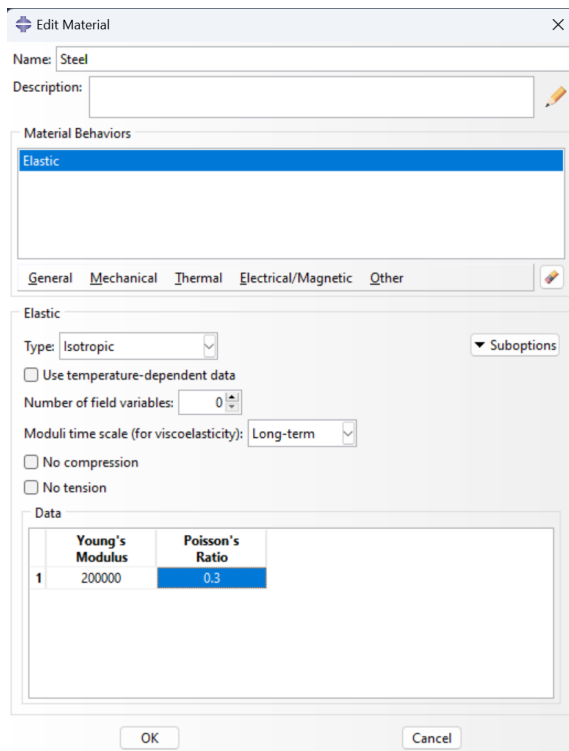 Edit Material
Name: Steel
Description:
Material Behaviors
Elastic
General Mechanical Thermal Electrical/Magnetic Other
Elastic
Type: Isotropic
Suboptions
Use temperature-dependent data
Number of field variables: 0
Moduli time scale (for viscoelasticity): Long-term
No compression
No tension
Data
Young's Poisson's
Modulus Ratio
1 200000 0.3
OK Cancel